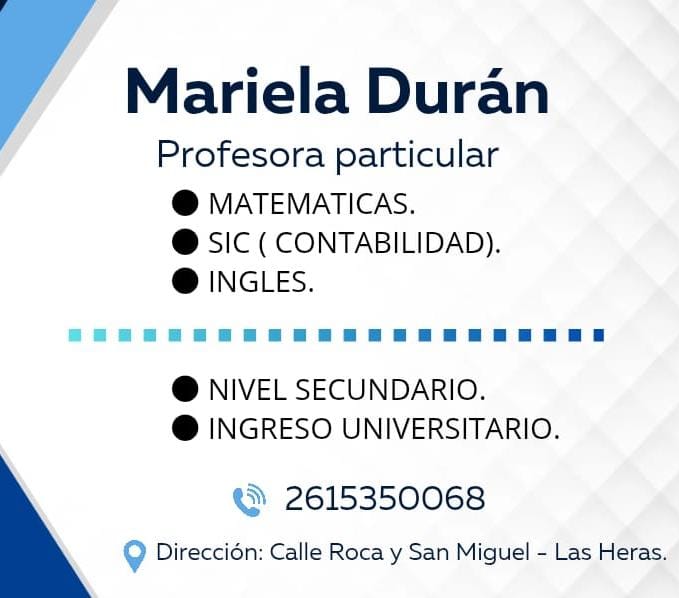 Mariela Durán
Profesora particular
● MATEMATICAS.
● SIC ( CONTABILIDAD).
● INGLES.
● NIVEL SECUNDARIO.
● INGRESO UNIVERSITARIO.
2615350068
Dirección: Calle Roca y San Miguel - Las Heras.